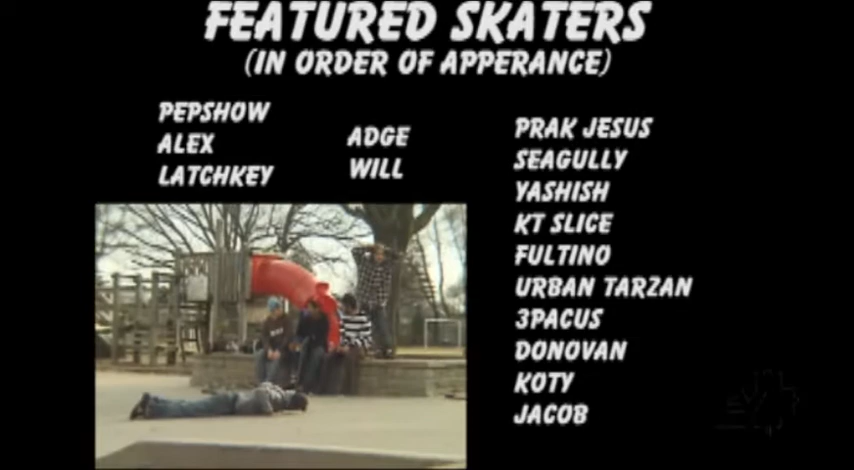 FEATURED SKATERS
(IN ORDER OF APPERANCE)
PEPSHOW
ALEX
LATCHKEY
ADGE
WILL
PRAK JESUS
SEAGULLY
YASHISH
KT SLICE
FULTINO
URBAN TARZAN
3PACUS
DONOVAN
KOTY
JACOB